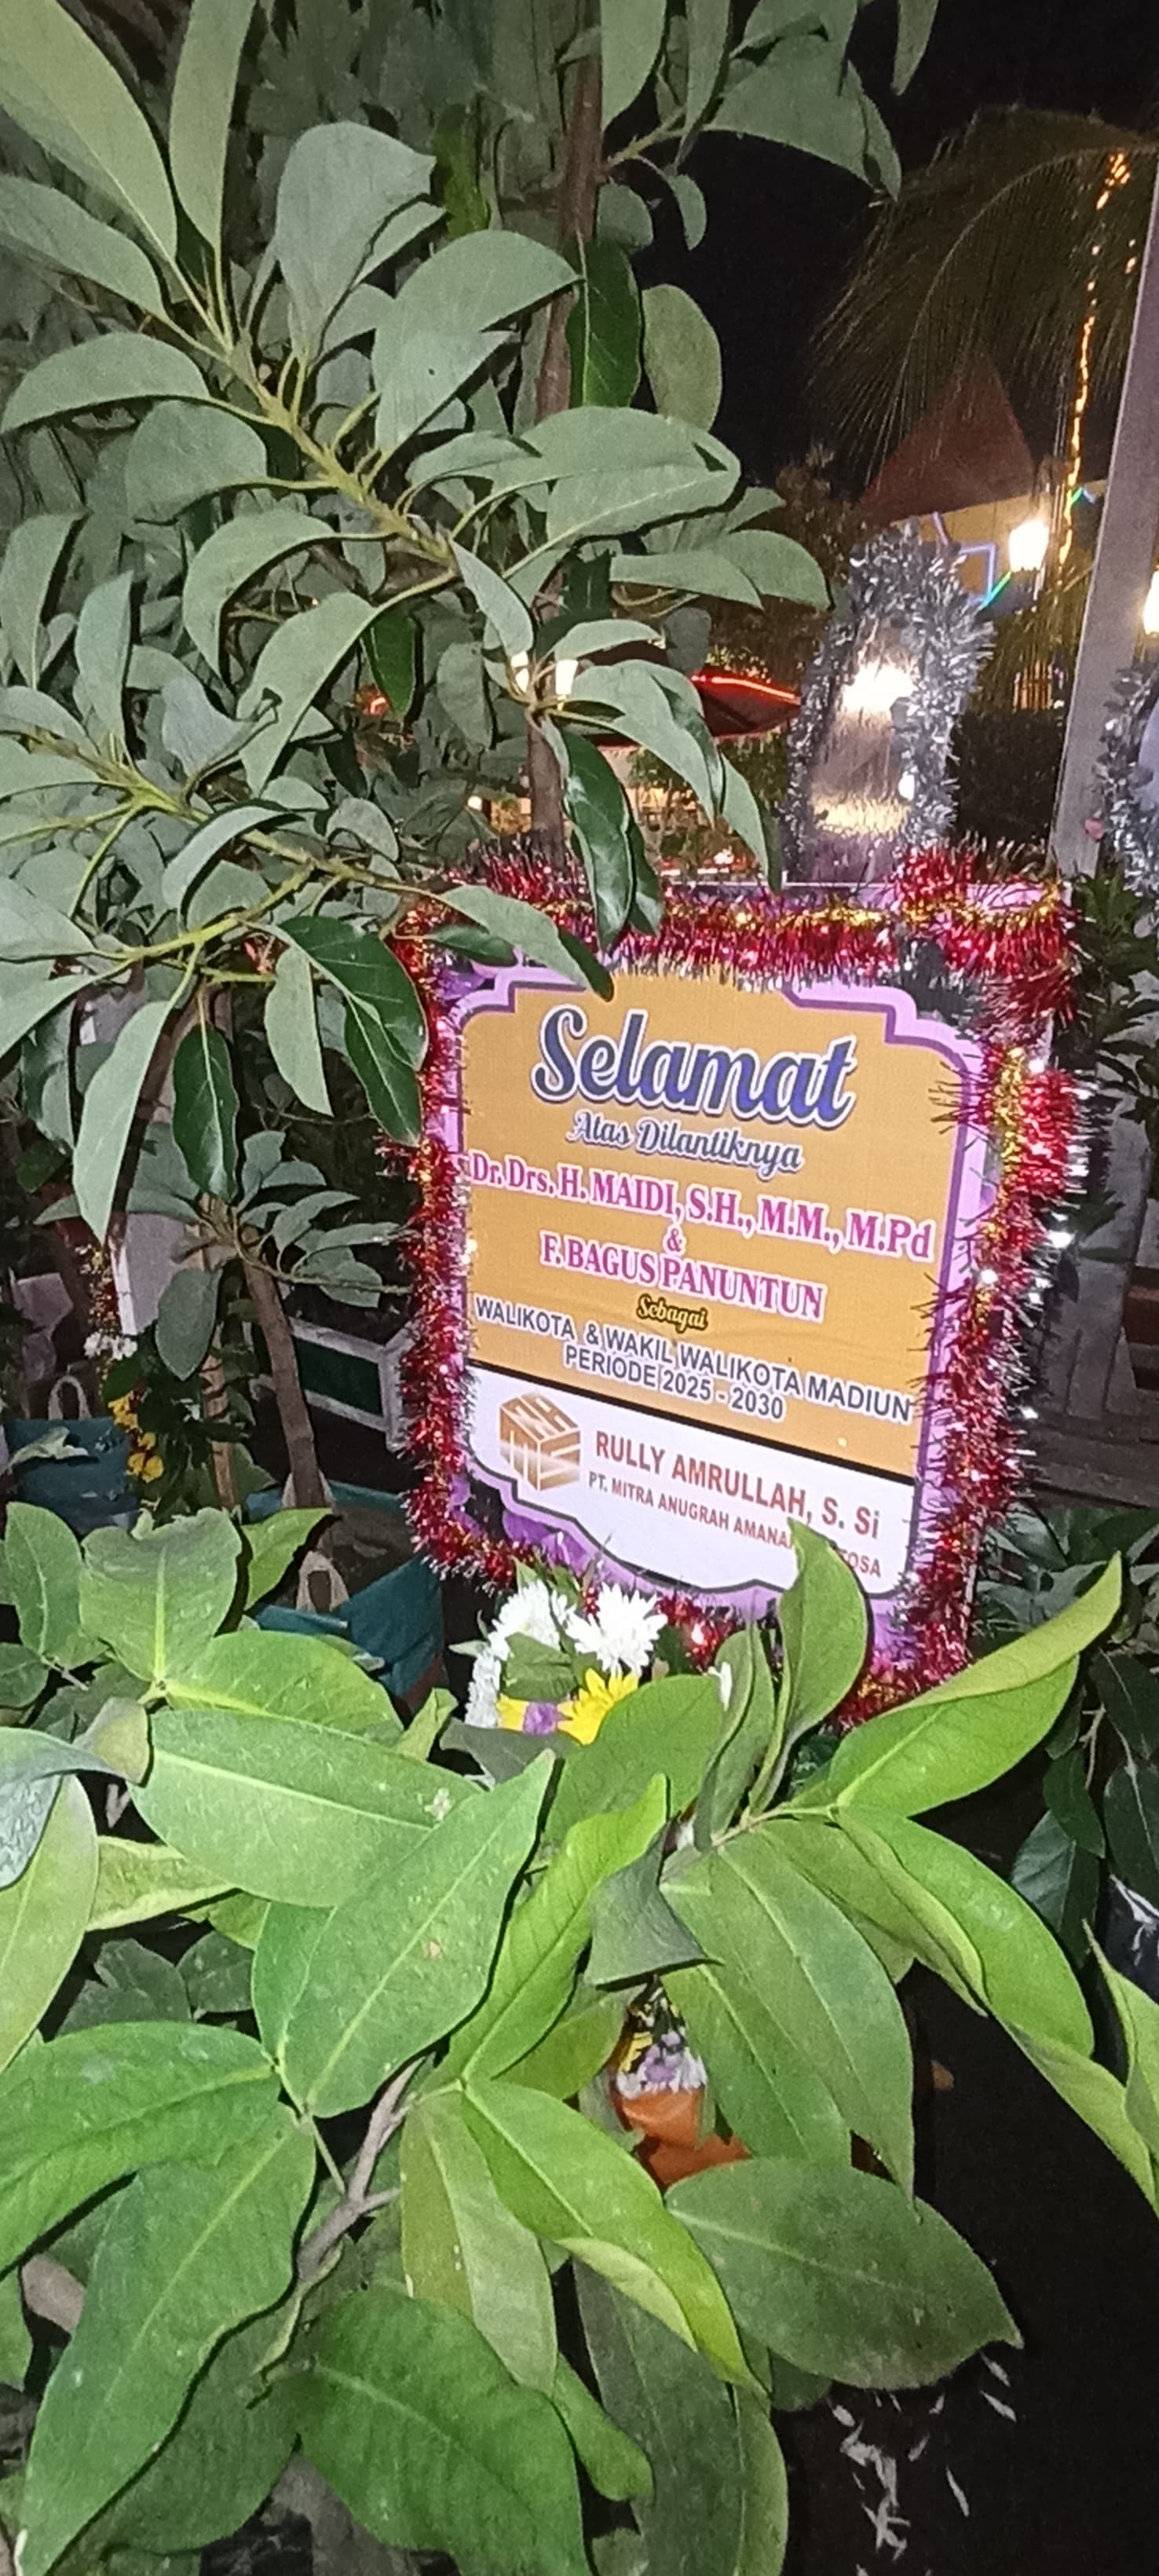 Selamat
Atas Dilantiknya
Dr. Drs. H. MAIDI, S.H., M.M., M.Pd
&
F. BAGUS PANUNTUN
Sebagai
WALIKOTA & WAKIL WALIKOTA MADIUN
PERIODE 2025 - 2030
RULLY AMRULLAH, S. Si
PT. MITRA ANUGRAH